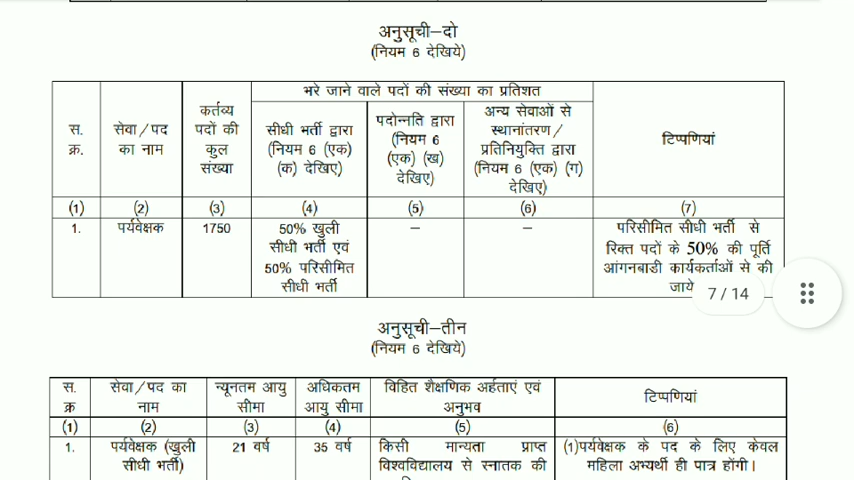 अनुसूची–दो
(नियम 6 देखिये)
स. क्र.
सेवा/पद का नाम
कर्तव्य पदों की कुल संख्या
भरे जाने वाले पदों की संख्या का प्रतिशत
सीधी भर्ती द्वारा (नियम 6 (एक) (क) देखिए)
पदोन्नति द्वारा (नियम 6 (एक) (ख) देखिए)
अन्य सेवाओं से स्थानांतरण/ प्रतिनियुक्ति द्वारा (नियम 6 (एक) (ग) देखिए)
टिप्पणियां
(1) (2) (3) (4) (5) (6) (7)
1. पर्यवेक्षक 1750 50% खुली – – परिसीमित सीधी भर्ती से
सीधी भर्ती एवं रिक्त पदों के 50% की पूर्ति
50% परिसीमित आंगनबाडी कार्यकर्ताओं से की
सीधी भर्ती जाये
7 / 14
अनुसूची–तीन
(नियम 6 देखिये)
स. क्र
सेवा/पद का नाम
न्यूनतम आयु सीमा
अधिकतम आयु सीमा
विहित शैक्षणिक अर्हताएं एवं अनुभव
टिप्पणियां
(1) (2) (3) (4) (5) (6)
1. पर्यवेक्षक (खुली 21 वर्ष 35 वर्ष किसी मान्यता प्राप्त (1)पर्यवेक्षक के पद के लिए केवल
सीधी भर्ती) विश्वविद्यालय से स्नातक की महिला अभ्यर्थी ही पात्र होंगी।